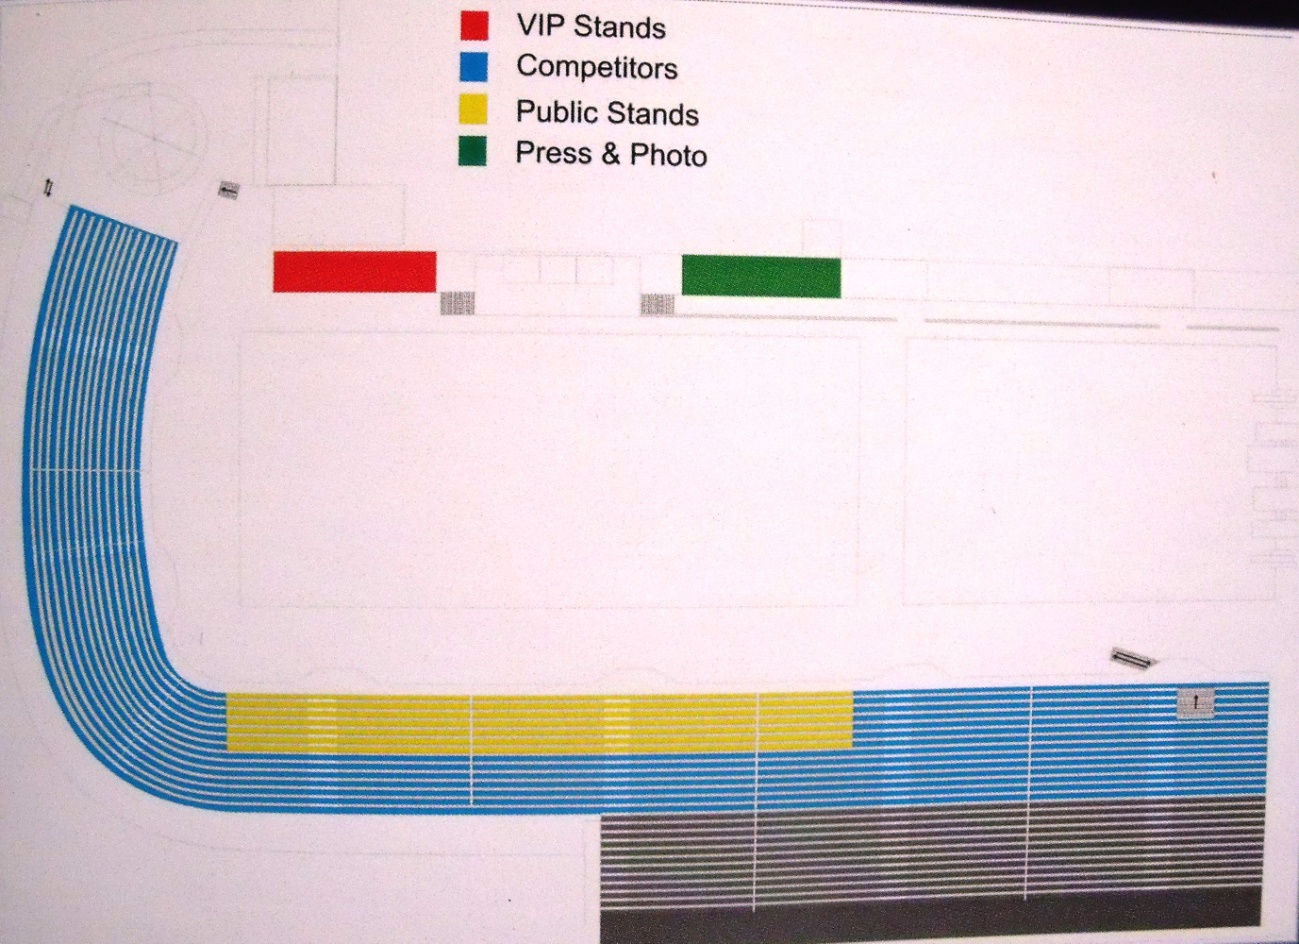 VIP Stands
Competitors
Public Stands
Press & Photo